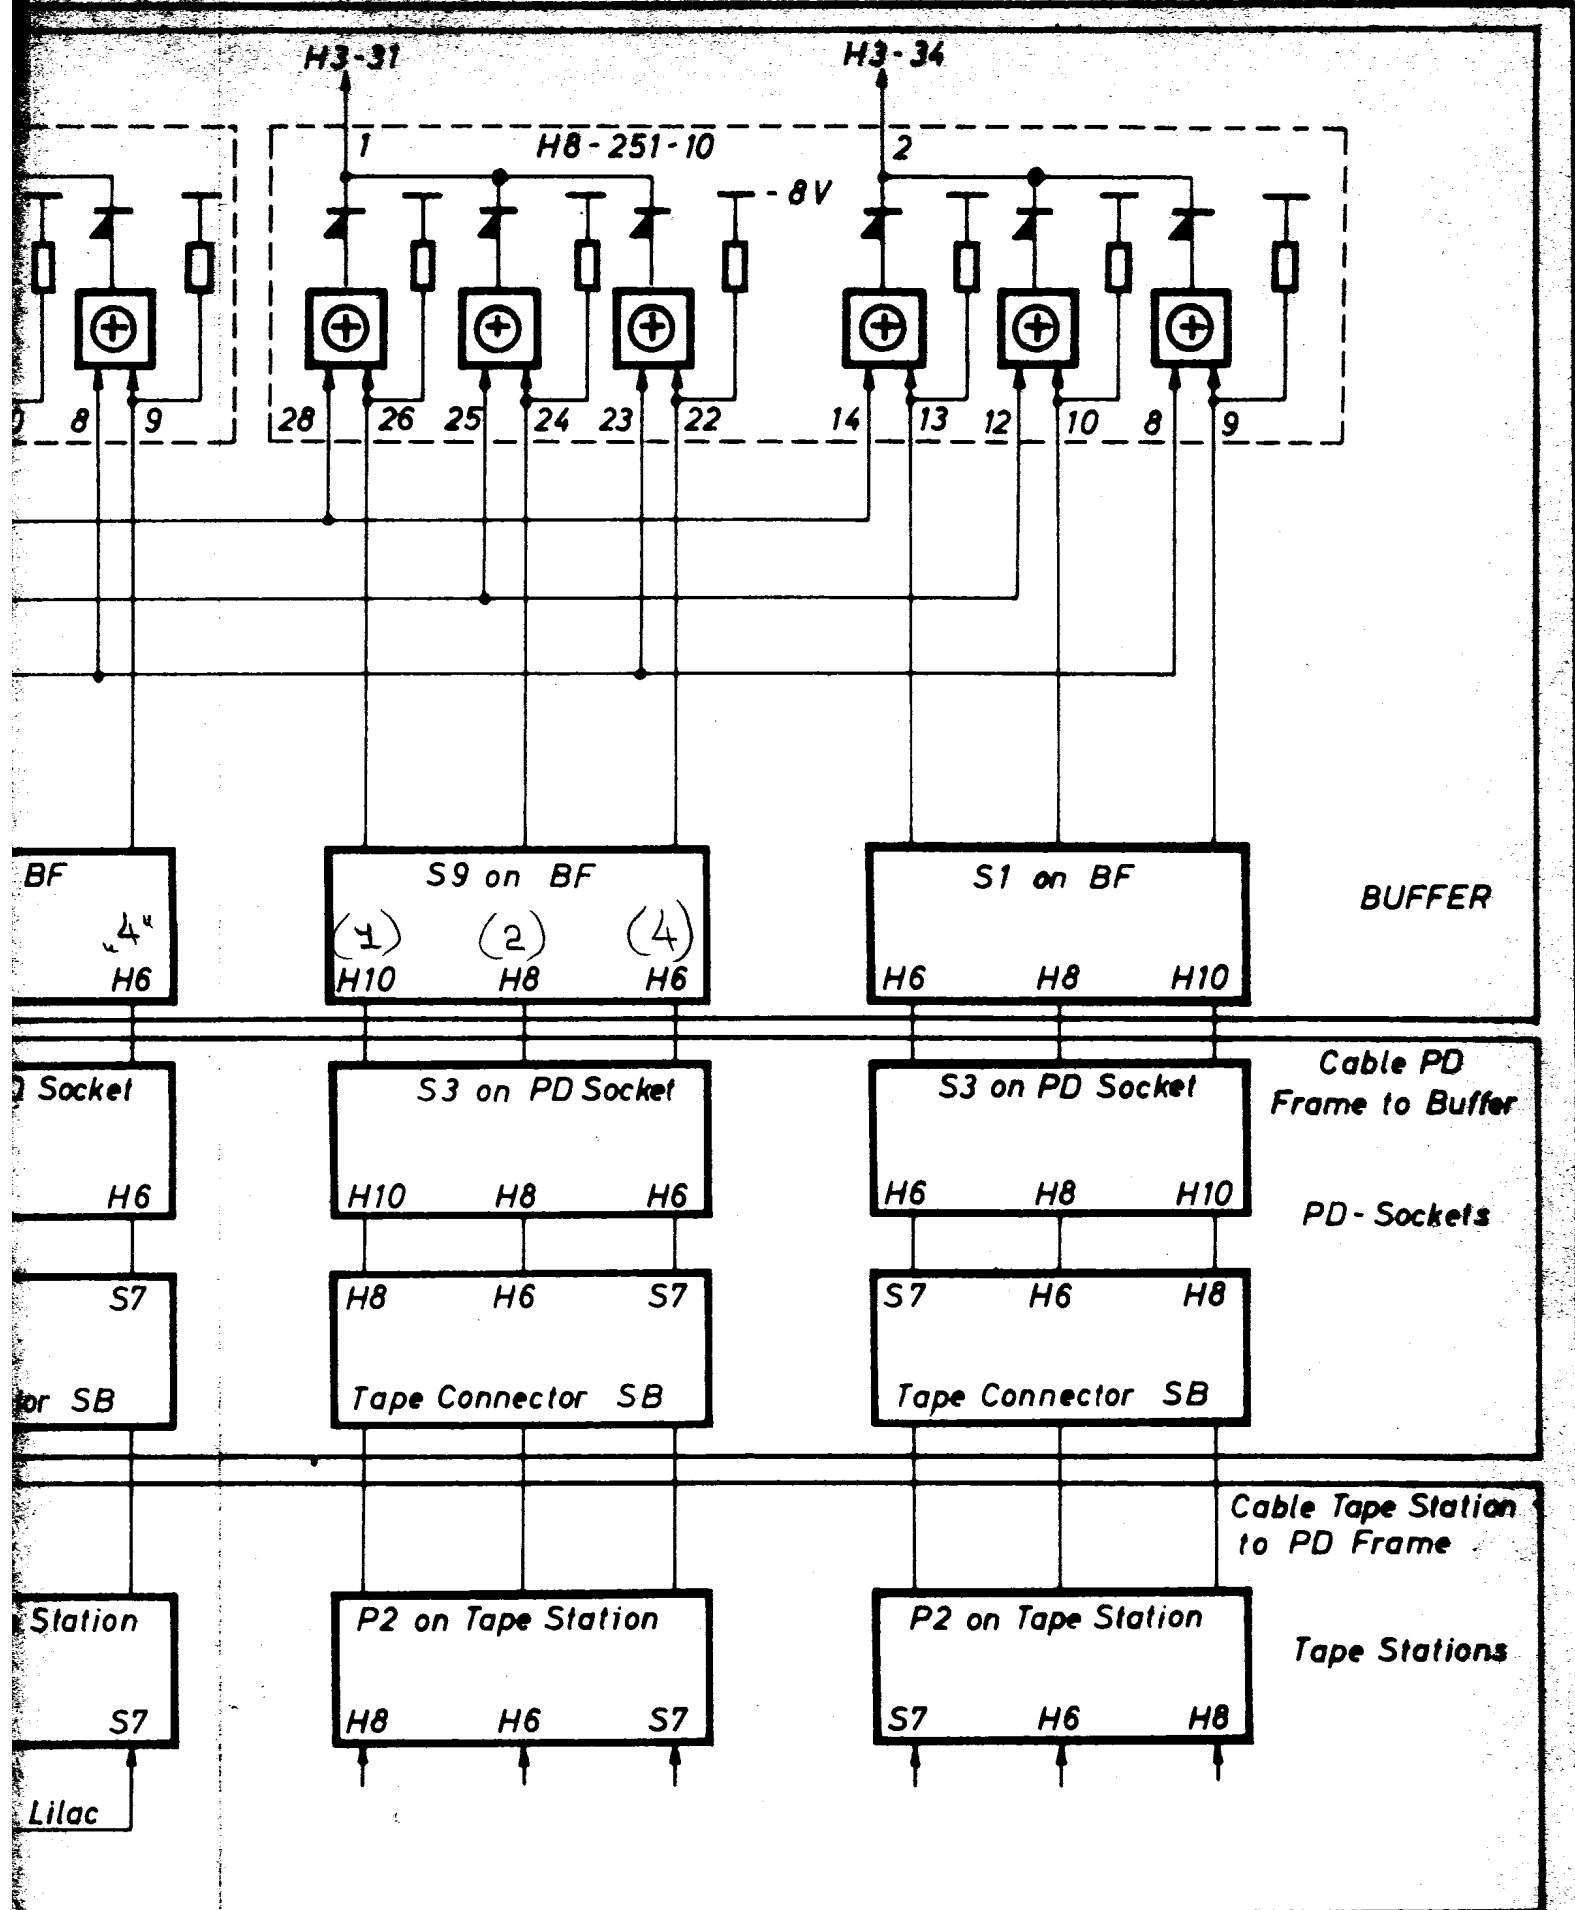 H3-31 H3-34
1 H8-251-10 2
-8V
8 9 28 26 25 24 23 22 14 13 12 10 8 9
BF S9 on BF S1 on BF BUFFER
"4" (1) (2) (4)
H6 H10 H8 H6 H6 H8 H10
Socket S3 on PD Socket S3 on PD Socket Cable PD
Frame to Buffer
H6 H10 H8 H6 H6 H8 H10 PD-Sockets
S7 H8 H6 S7 S7 H6 H8
SB Tape Connector SB Tape Connector SB
Cable Tape Station
to PD Frame
Station P2 on Tape Station P2 on Tape Station Tape Stations
S7 H8 H6 S7 S7 H6 H8
Lilac